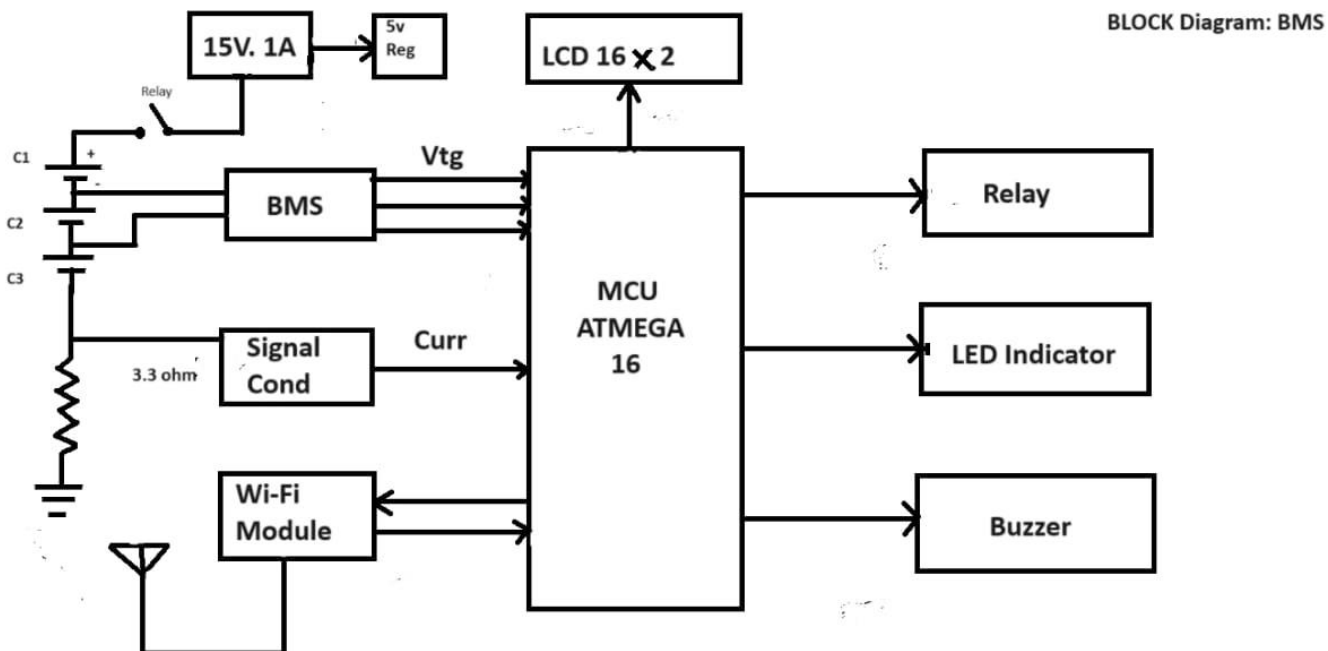 BLOCK Diagram: BMS
15V. 1A
5v
Reg
LCD 16 x 2
Relay
C1
+
-
Vtg
BMS
Relay
C2
C3
MCU
ATMEGA
16
Signal
Cond
Curr
LED Indicator
3.3 ohm
Wi-Fi
Module
Buzzer